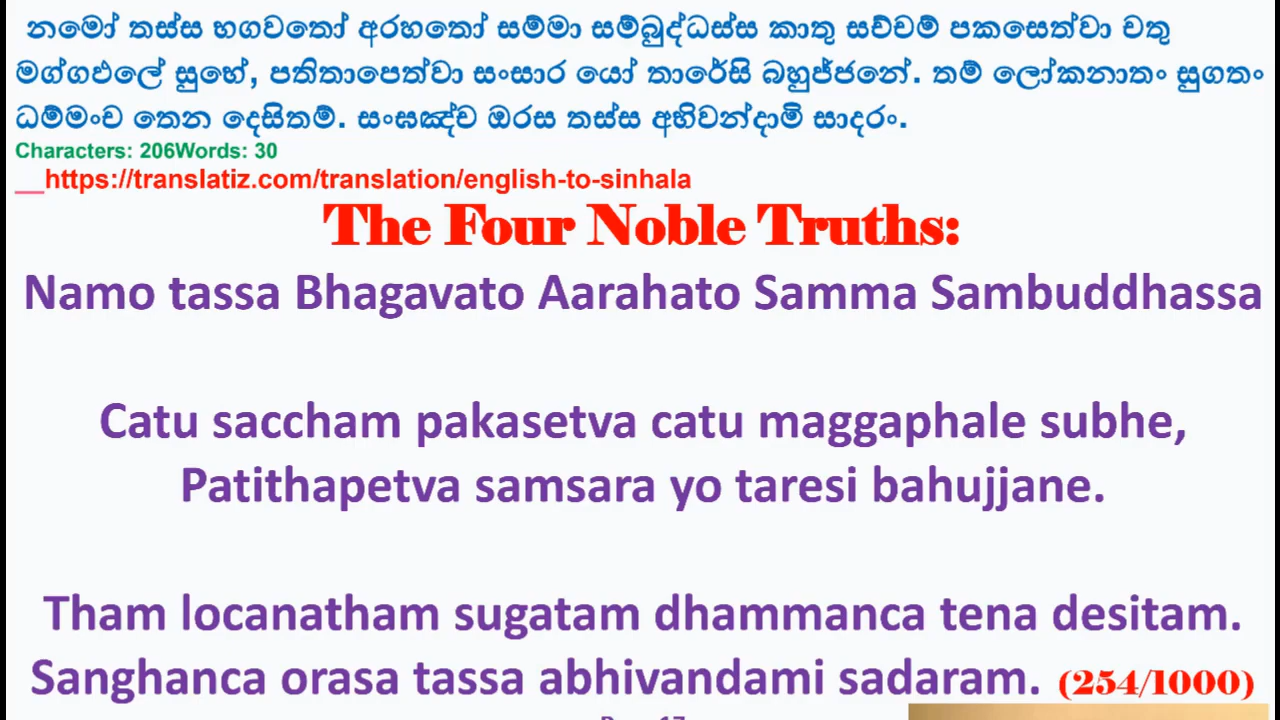 නමෝ තස්ස භගවතෝ අරහතෝ සම්මා සම්බුද්ධස්ස කාතු සච්චම් පකසෙත්වා චතු
මග්ගඵලේ සුභේ, පතිතාපෙත්වා සංසාර යෝ තාරේසි බහුජ්ජනේ. තම් ලෝකනාතං සුගතං
ධම්මංච තෙන දෙසිතම්. සංඝඤ්ච ඔරස තස්ස අභිවන්දාමි සාදරං.
Characters: 206Words: 30
__https://translatiz.com/translation/english-to-sinhala
The Four Noble Truths:
Namo tassa Bhagavato Aarahato Samma Sambuddhassa
Catu saccham pakasetva catu maggaphale subhe,
Patithapetva samsara yo taresi bahujjane.
Tham locanatham sugatam dhammanca tena desitam.
Sanghanca orasa tassa abhivandami sadaram. (254/1000)